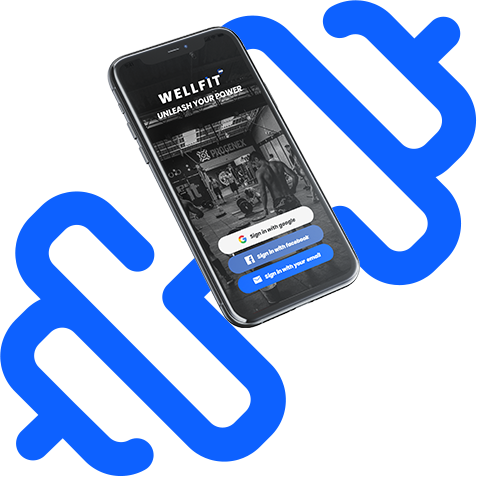 WELLFIT
UNLEASH YOUR POWER
PROGENEX
Sign in with google
Sign in with facebook
Sign in with your email